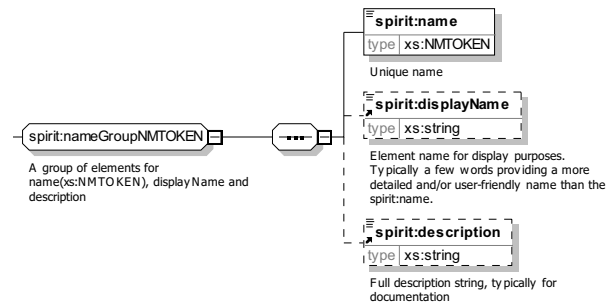 spirit:name
type xs:NMTOKEN
Unique name
spirit:displayName
type xs:string
Element name for display purposes.
Typically a few words providing a more
detailed and/or user-friendly name than the
spirit:name.
spirit:nameGroupNMTOKEN
A group of elements for
name(xs:NMTOKEN), displayName and
description
spirit:description
type xs:string
Full description string, typically for
documentation